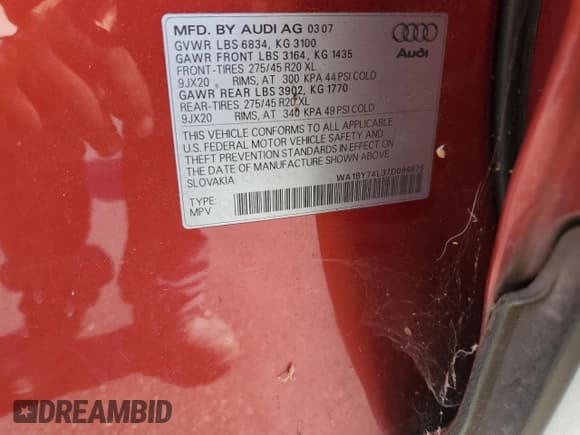 MFD. BY AUDI AG 03 07
GVWR LBS 6834, KG 3100
GAWR FRONT LBS 3164, KG 1435
FRONT-TIRES 275/45 R20 XL
9JX20 RIMS, AT 300 KPA 44 PSI COLD
GAWR REAR LBS 3902, KG 1770
REAR-TIRES 275/45 R20 XL
9JX20 RIMS, AT 340 KPA 49 PSI COLD
Audi
THIS VEHICLE CONFORMS TO ALL APPLICABLE
U.S. FEDERAL MOTOR VEHICLE SAFETY AND
THEFT PREVENTION STANDARDS IN EFFECT ON
THE DATE OF MANUFACTURE SHOWN ABOVE.
SLOVAKIA
TYPE:
MPV
DREAMBID